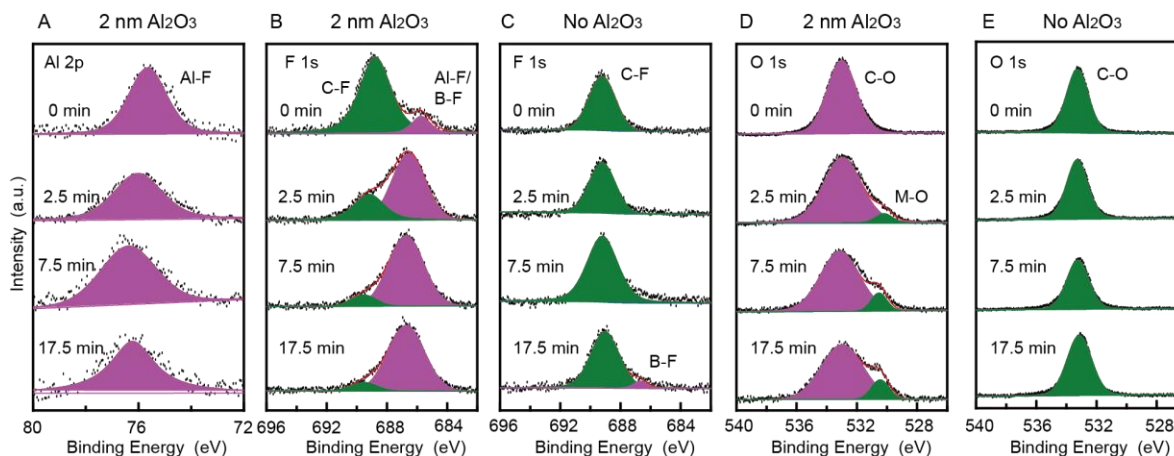 A 2 nm Al₂O₃
B 2 nm Al₂O₃
C No Al₂O₃
D 2 nm Al₂O₃
E No Al₂O₃
Intensity (a.u.)
Al 2p
Al-F
0 min
2.5 min
7.5 min
17.5 min
80 76 72
Binding Energy (eV)
F 1s
C-F
Al-F/
B-F
0 min
2.5 min
7.5 min
17.5 min
696 692 688 684
Binding Energy (eV)
F 1s
C-F
0 min
2.5 min
7.5 min
17.5 min
B-F
696 692 688 684
Binding Energy (eV)
O 1s
C-O
0 min
2.5 min
M-O
7.5 min
17.5 min
540 536 532 528
Binding Energy (eV)
O 1s
C-O
0 min
2.5 min
7.5 min
17.5 min
540 536 532 528
Binding Energy (eV)